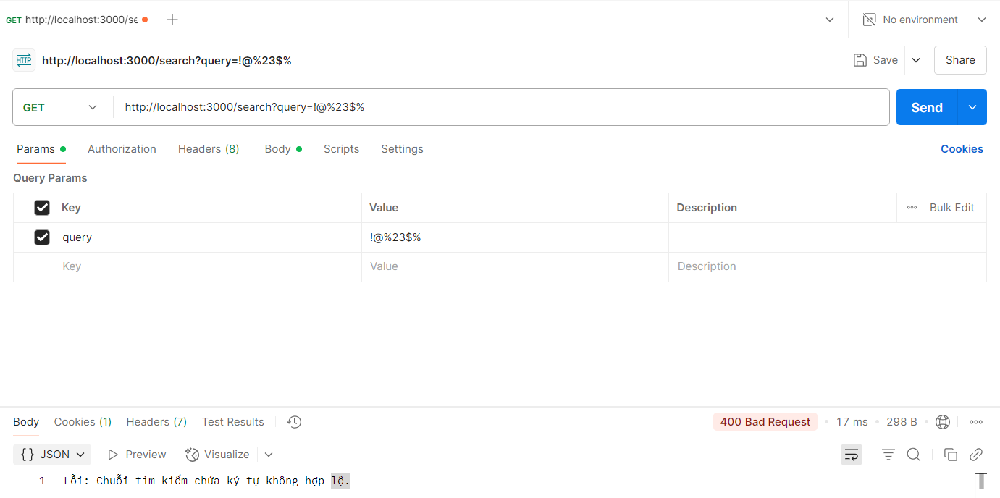 GET http://localhost:3000/se No environment
HTTP http://localhost:3000/search?query=!@%23$% Save Share
GET http://localhost:3000/search?query=!@%23$% Send
Params Authorization Headers (8) Body Scripts Settings Cookies
Query Params
Key Value Description Bulk Edit
query !@%23$%
Key Value Description
Body Cookies (1) Headers (7) Test Results 400 Bad Request 17 ms 298 B
{} JSON Preview Visualize
1 Lỗi: Chuỗi tìm kiếm chứa ký tự không hợp lệ.